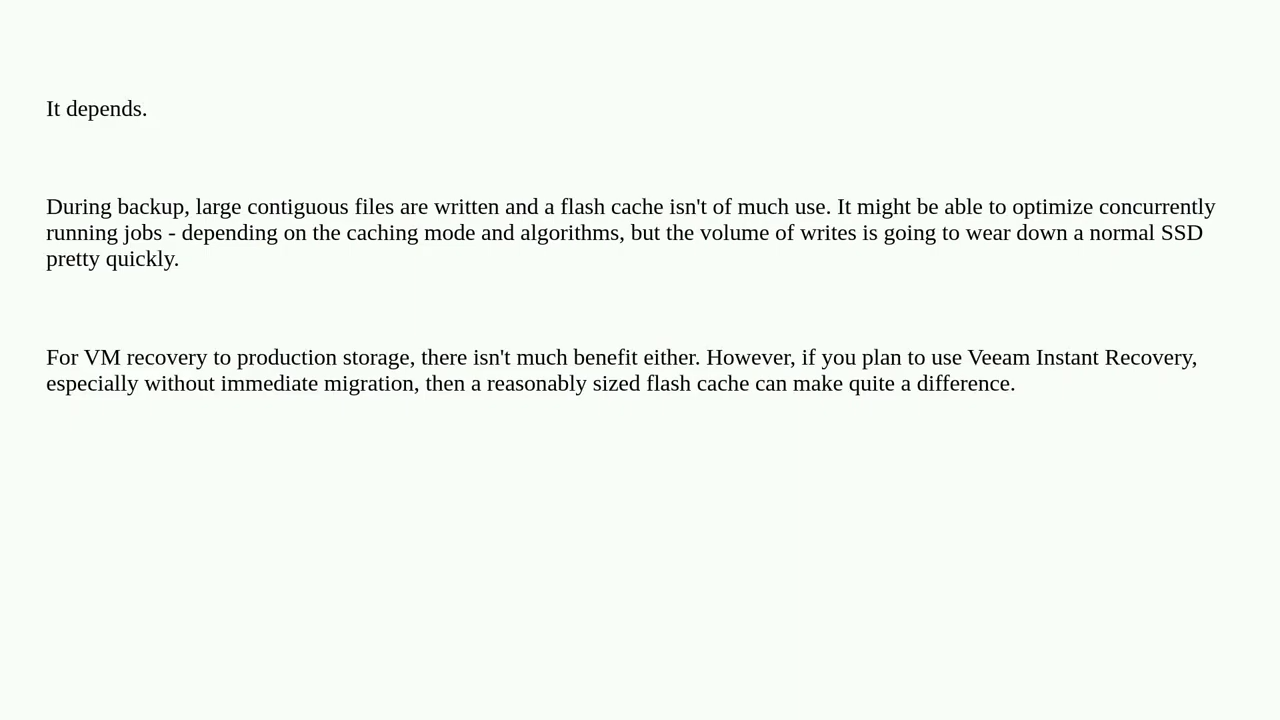 It depends.
During backup, large contiguous files are written and a flash cache isn't of much use. It might be able to optimize concurrently
running jobs - depending on the caching mode and algorithms, but the volume of writes is going to wear down a normal SSD
pretty quickly.
For VM recovery to production storage, there isn't much benefit either. However, if you plan to use Veeam Instant Recovery,
especially without immediate migration, then a reasonably sized flash cache can make quite a difference.